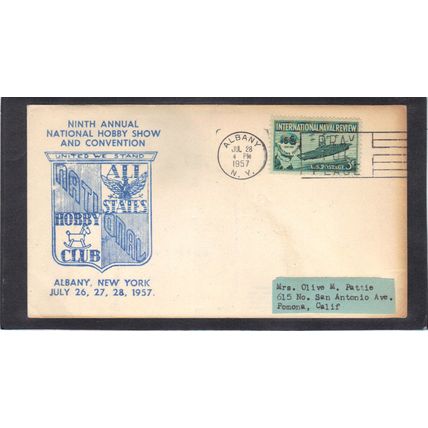 NINTH ANNUAL
NATIONAL HOBBY SHOW
AND CONVENTION
UNITED WE STAND
NATIONAL
ALL
STATES
HOBBY
CLUB
ALBANY, NEW YORK
JULY 26, 27, 28, 1957.
ALBANY
JUL 28
4 PM
1957
N.Y.
INTERNATIONAL NAVAL REVIEW
U.S. POSTAGE 3¢
PRAY
Mrs. Olive M. Pattie
615 No. San Antonio Ave.
Pomona, Calif